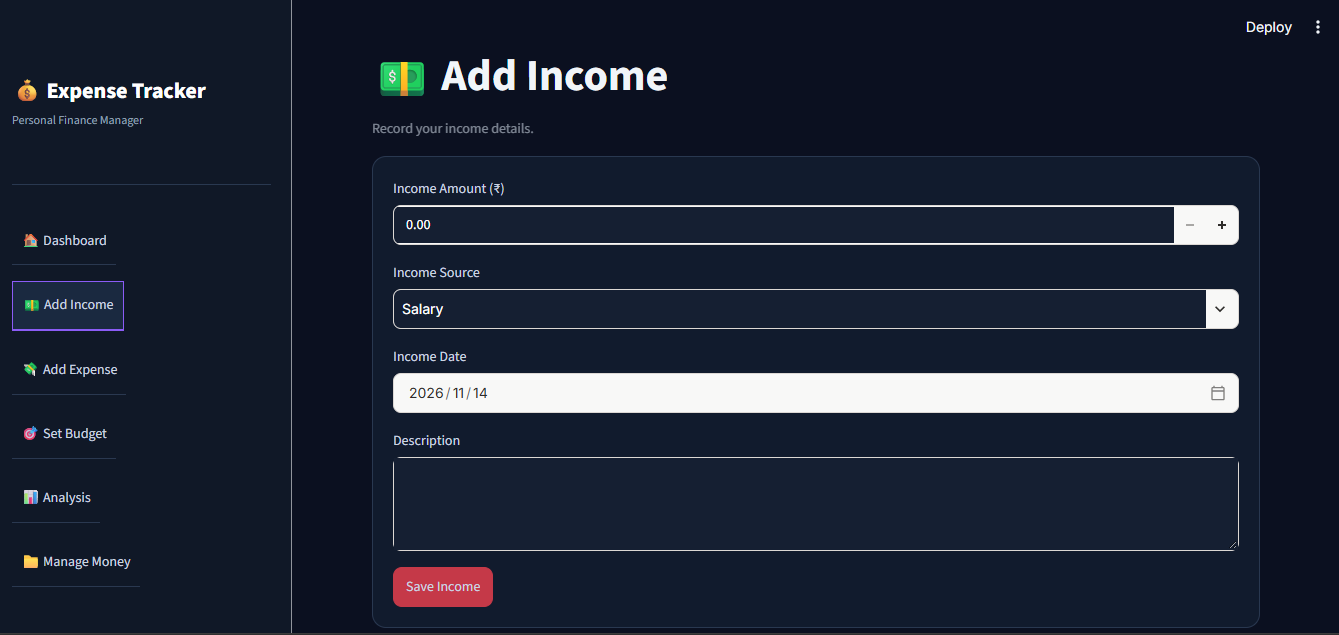 Deploy
Expense Tracker
Personal Finance Manager
Dashboard
Add Income
Add Expense
Set Budget
Analysis
Manage Money
Add Income
Record your income details.
Income Amount (₹)
0.00
Income Source
Salary
Income Date
2026/11/14
Description
Save Income